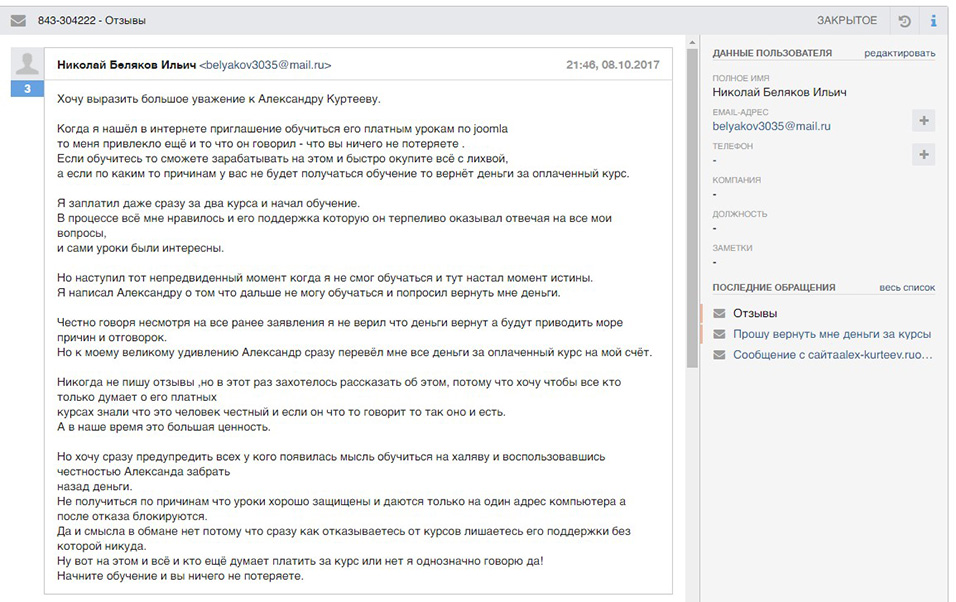 843-304222 - Отзывы
ЗАКРЫТОЕ
Николай Беляков Ильич <belyakov3035@mail.ru>
21:46, 08.10.2017
3
Хочу выразить большое уважение к Александру Куртееву.
Когда я нашёл в интернете приглашение обучиться его платным урокам по joomla
то меня привлекло ещё и то что он говорил - что вы ничего не потеряете .
Если обучитесь то сможете зарабатывать на этом и быстро окупите всё с лихвой,
а если по каким то причинам у вас не будет получаться обучение то вернёт деньги за оплаченный курс.
Я заплатил даже сразу за два курса и начал обучение.
В процессе всё мне нравилось и его поддержка которую он терпеливо оказывал отвечая на все мои
вопросы,
и сами уроки были интересны.
Но наступил тот непредвиденный момент когда я не смог обучаться и тут настал момент истины.
Я написал Александру о том что дальше не могу обучаться и попросил вернуть мне деньги.
Честно говоря несмотря на все ранее заявления я не верил что деньги вернут а будут приводить море
причин и отговорок.
Но к моему великому удивлению Александр сразу перевёл мне все деньги за оплаченный курс на мой счёт.
Никогда не пишу отзывы ,но в этот раз захотелось рассказать об этом, потому что хочу чтобы все кто
только думает о его платных
курсах знали что это человек честный и если он что то говорит то так оно и есть.
А в наше время это большая ценность.
Но хочу сразу предупредить всех у кого появилась мысль обучиться на халяву и воспользовавшись
честностью Александа забрать
назад деньги.
Не получиться по причинам что уроки хорошо защищены и даются только на один адрес компьютера а
после отказа блокируются.
Да и смысла в обмане нет потому что сразу как отказываетесь от курсов лишаетесь его поддержки без
которой никуда.
Ну вот на этом и всё и кто ещё думает платить за курс или нет я однозначно говорю да!
Начните обучение и вы ничего не потеряете.
ДАННЫЕ ПОЛЬЗОВАТЕЛЯ
редактировать
ПОЛНОЕ ИМЯ
Николай Беляков Ильич
EMAIL-АДРЕС
belyakov3035@mail.ru
ТЕЛЕФОН
-
КОМПАНИЯ
-
ДОЛЖНОСТЬ
-
ЗАМЕТКИ
-
ПОСЛЕДНИЕ ОБРАЩЕНИЯ
весь список
Отзывы
Прошу вернуть мне деньги за курсы
Сообщение с сайтаalex-kurteev.ruо...